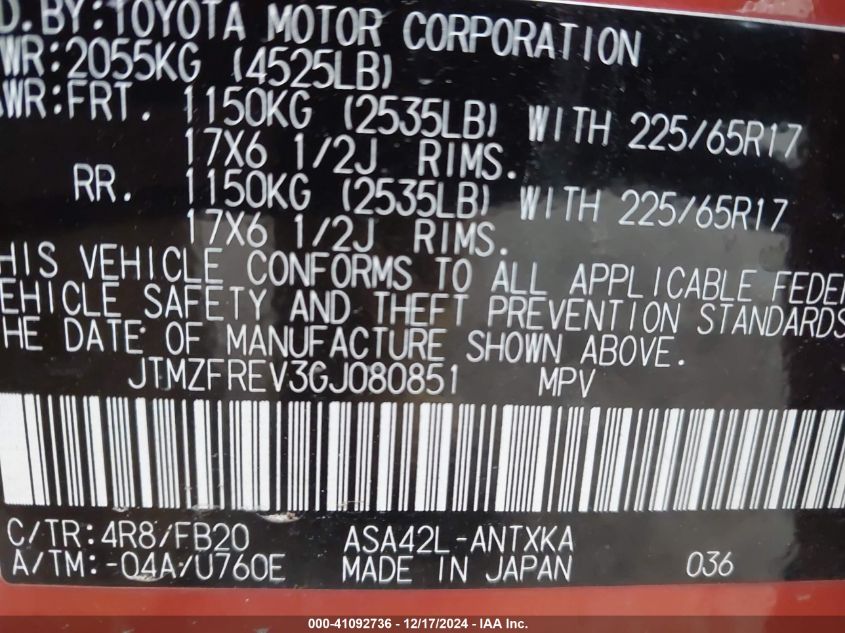 D. BY: TOYOTA MOTOR CORPORATION
WR: 2055KG (4525LB)
WR: FRT. 1150KG (2535LB) WITH 225/65R17
17X6 1/2J RIMS.
RR. 1150KG (2535LB) WITH 225/65R17
17X6 1/2J RIMS.
HIS VEHICLE CONFORMS TO ALL APPLICABLE FEDER
EHICLE SAFETY AND THEFT PREVENTION STANDARDS
HE DATE OF MANUFACTURE SHOWN ABOVE.
JTMZFREV3GJ080851 MPV
C/TR: 4R8/FB20 ASA42L-ANTXKA
A/TM: -04A/U760E MADE IN JAPAN 036
000-41092736 - 12/17/2024 - IAA Inc.